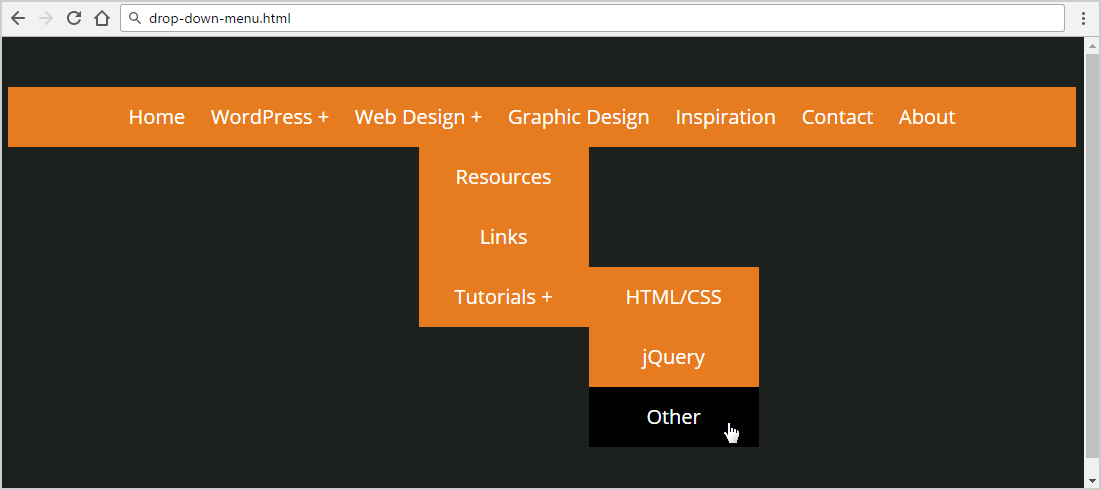 drop-down-menu.html
Home WordPress + Web Design + Graphic Design Inspiration Contact About
Resources
Links
Tutorials + HTML/CSS
jQuery
Other